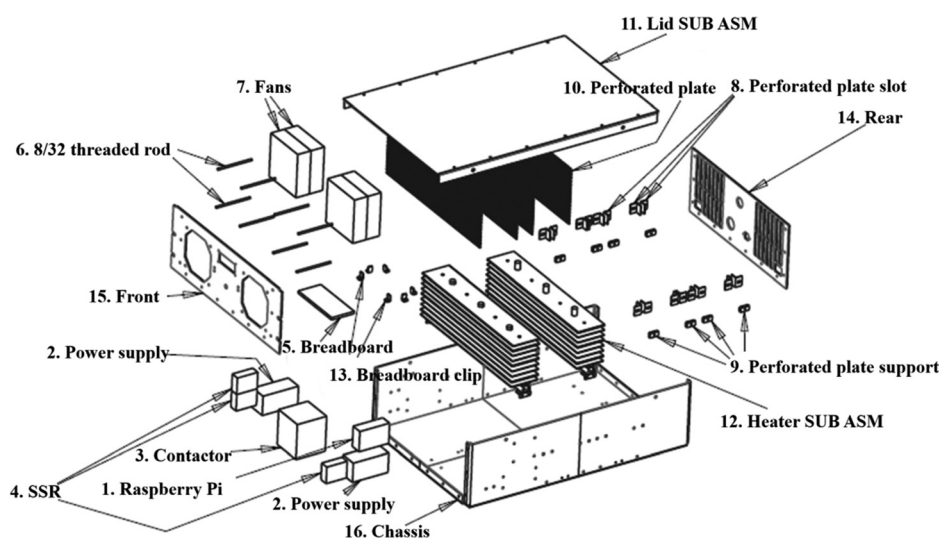 11. Lid SUB ASM
7. Fans
10. Perforated plate
8. Perforated plate slot
14. Rear
6. 8/32 threaded rod
15. Front
5. Breadboard
2. Power supply
13. Breadboard clip
9. Perforated plate support
12. Heater SUB ASM
3. Contactor
4. SSR
1. Raspberry Pi
2. Power supply
16. Chassis